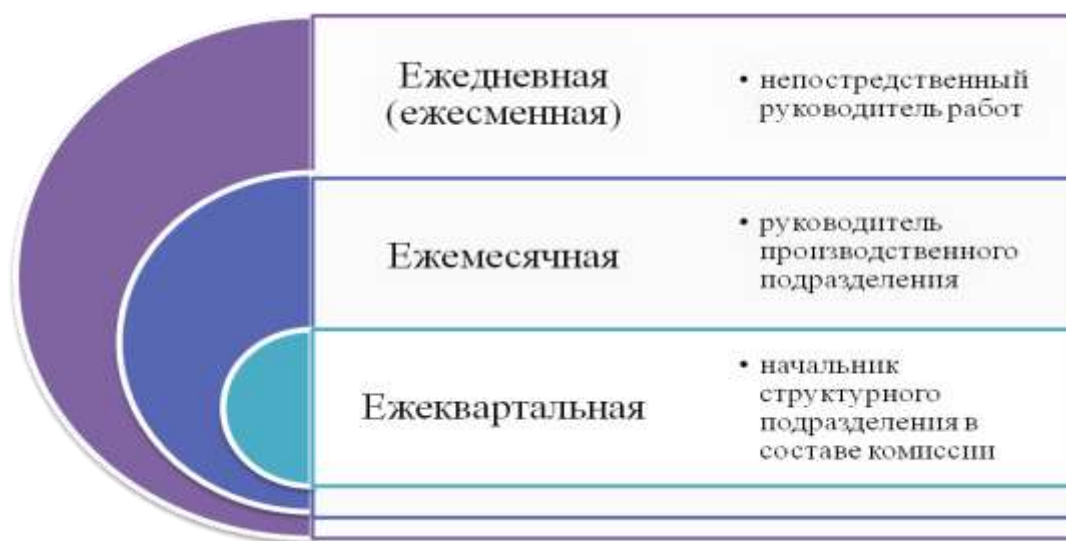 Ежедневная
(ежесменная)
• непостредственный
руководитель работ
Ежемесячная
• руководитель
производственного
подразделения
Ежеквартальная
• начальник
структурного
подразделения в
составе комиссии